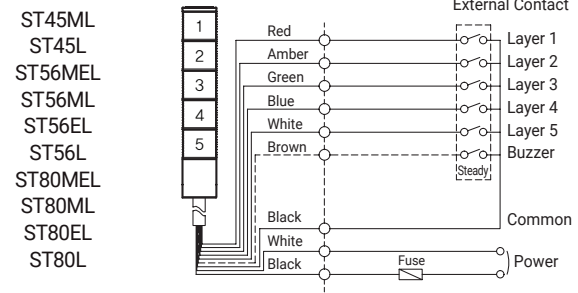 ST45ML
ST45L
ST56MEL
ST56ML
ST56EL
ST56L
ST80MEL
ST80ML
ST80EL
ST80L
1
2
3
4
5
External Contact
Red
Layer 1
Amber
Layer 2
Green
Layer 3
Blue
Layer 4
White
Layer 5
Brown
Buzzer
Steady
Black
Common
White
Black
Fuse
Power